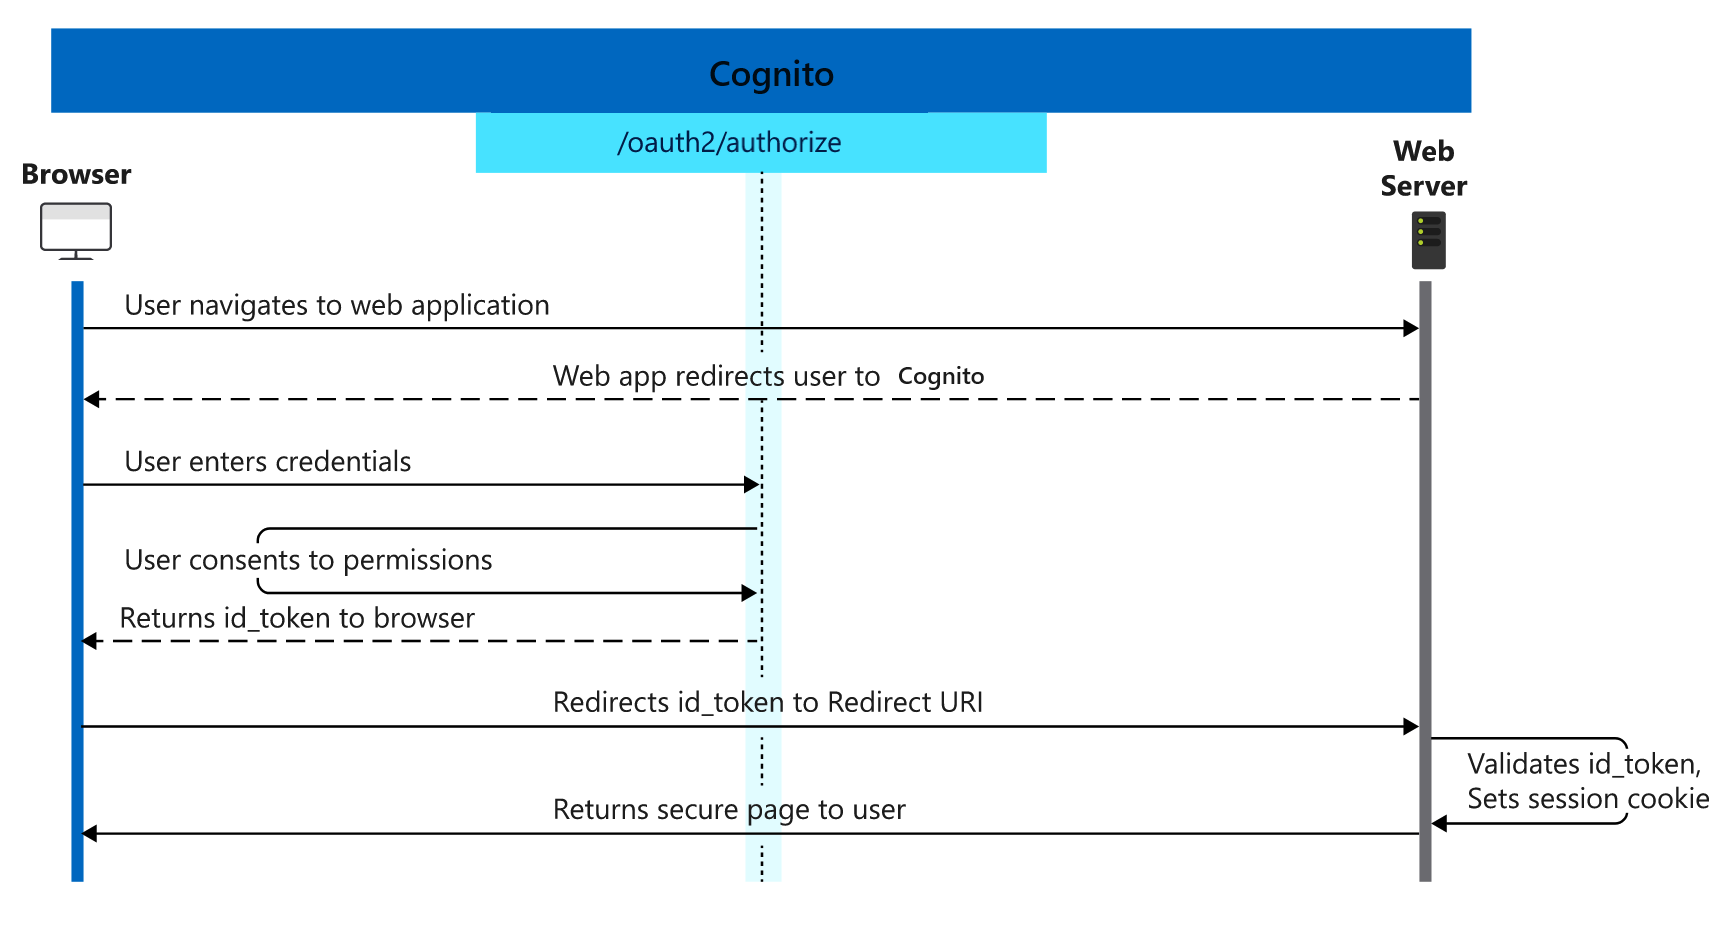 Cognito
/oauth2/authorize
Browser
Web
Server
User navigates to web application
Web app redirects user to Cognito
User enters credentials
User consents to permissions
Returns id_token to browser
Redirects id_token to Redirect URI
Validates id_token,
Sets session cookie
Returns secure page to user